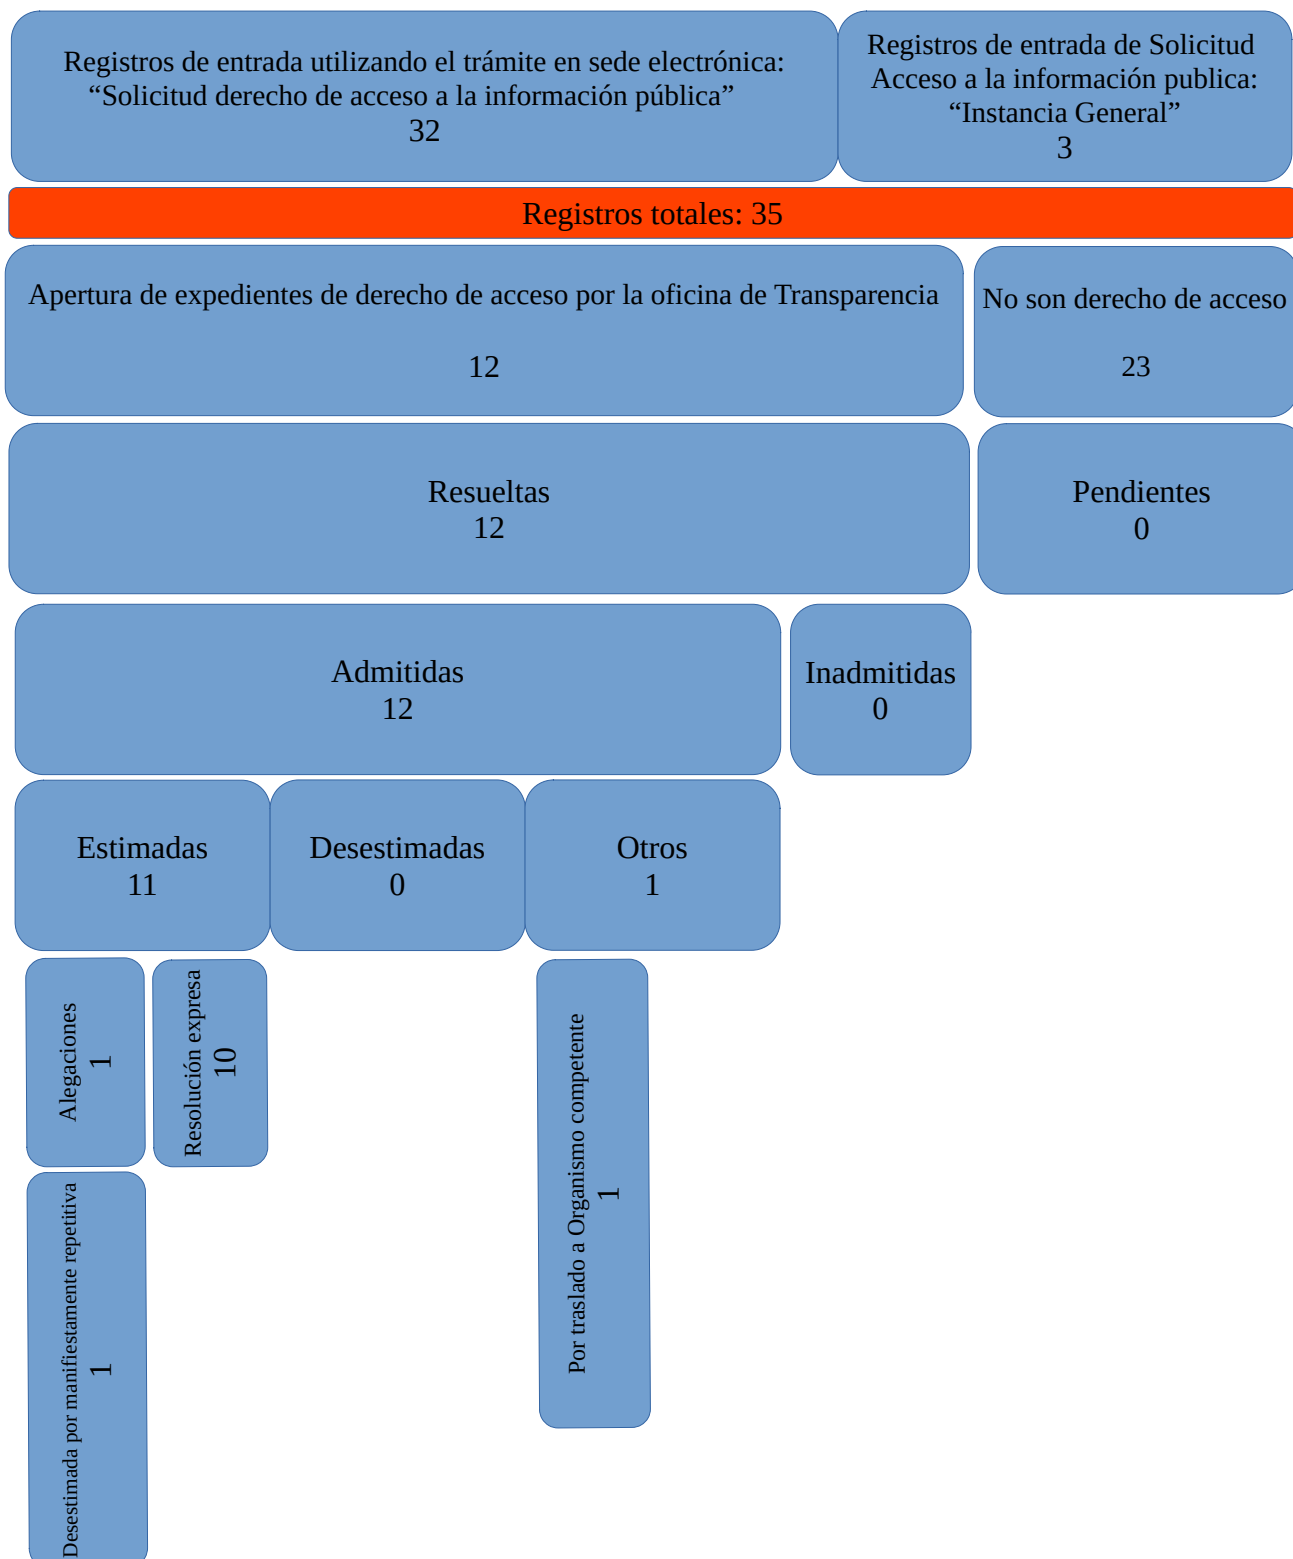 Registros de entrada utilizando el trámite en sede electrónica:
“Solicitud derecho de acceso a la información pública”
32
Registros de entrada de Solicitud
Acceso a la información publica:
“Instancia General”
3
Registros totales: 35
Apertura de expedientes de derecho de acceso por la oficina de Transparencia
12
No son derecho de acceso
23
Resueltas
12
Pendientes
0
Admitidas
12
Inadmitidas
0
Estimadas
11
Desestimadas
0
Otros
1
Alegaciones
1
Resolución expresa
10
Por traslado a Organismo competente
1
Desestimada por manifiestamente repetitiva
1